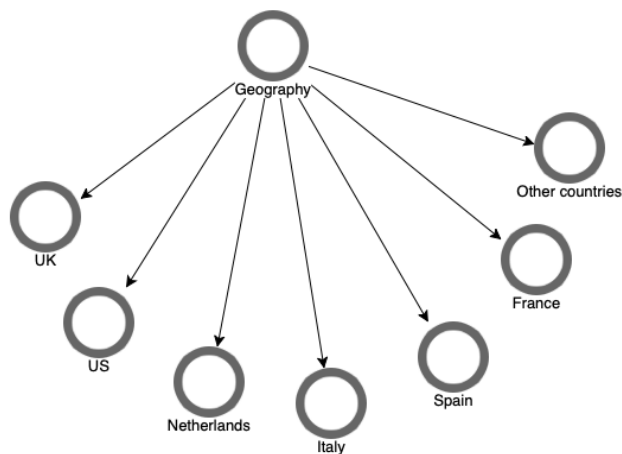 Geography
Other countries
UK
France
US
Spain
Netherlands
Italy